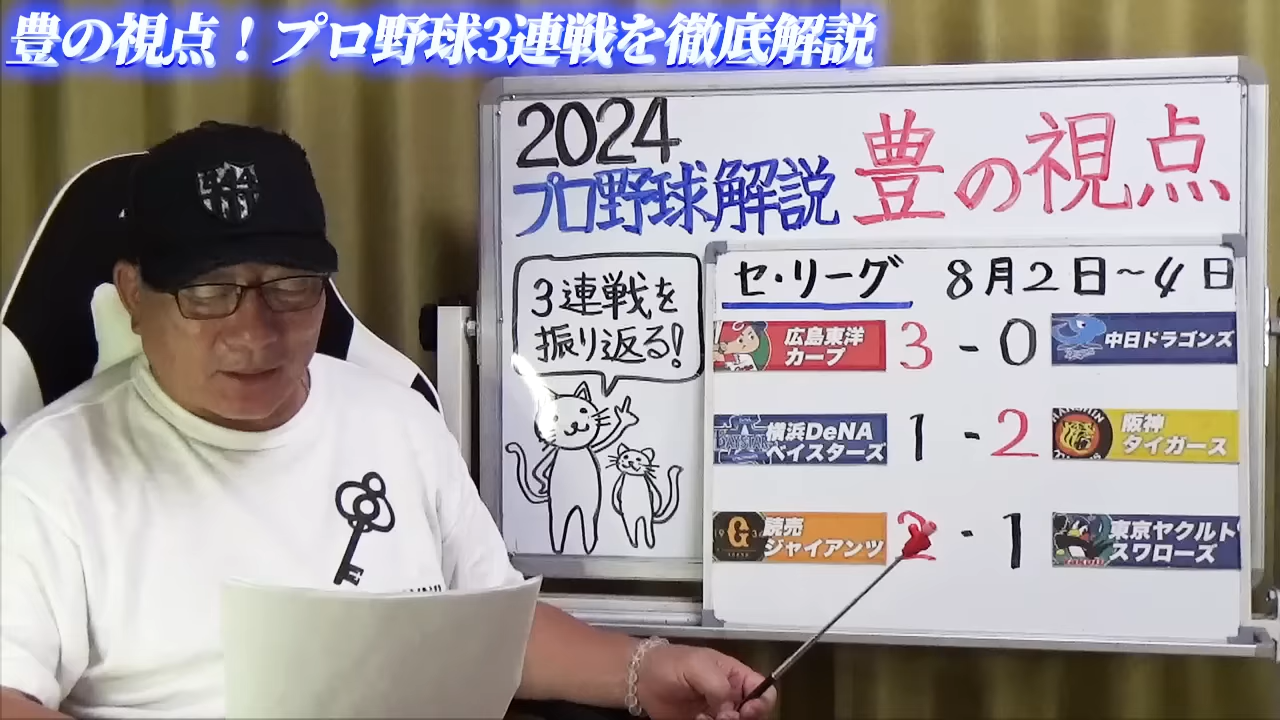 豊の視点！プロ野球3連戦を徹底解説
2024
プロ野球解説
豊の視点
3連戦を
振り返る！
セ・リーグ 8月2日~4日
広島東洋
カープ
3 - 0
中日ドラゴンズ
横浜DeNA
ベイスターズ
1 - 2
阪神
タイガース
G
読売
ジャイアンツ
2 - 1
東京ヤクルト
スワローズ